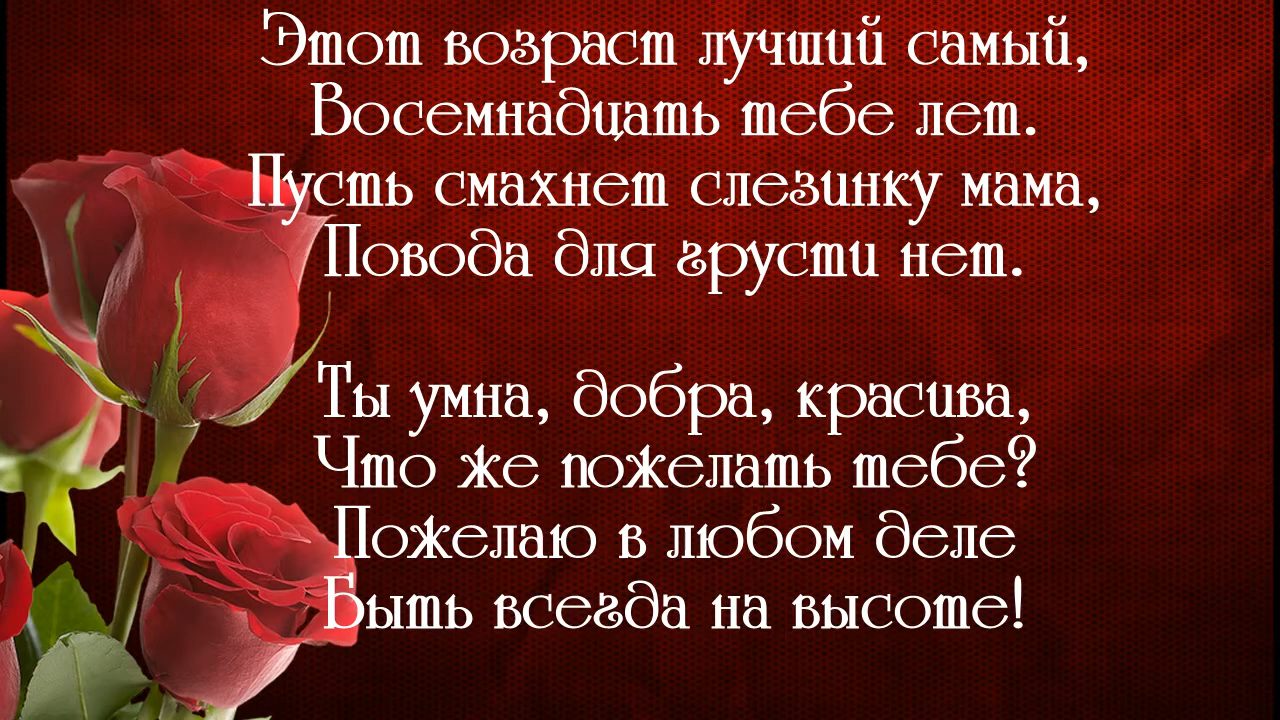 Этот возраст лучший самый,
Восемнадцать тебе лет.
Пусть смахнет слезинку мама,
Повода для грусти нет.
Ты умна, добра, красива,
Что же пожелать тебе?
Пожелаю в любом деле
Быть всегда на высоте!